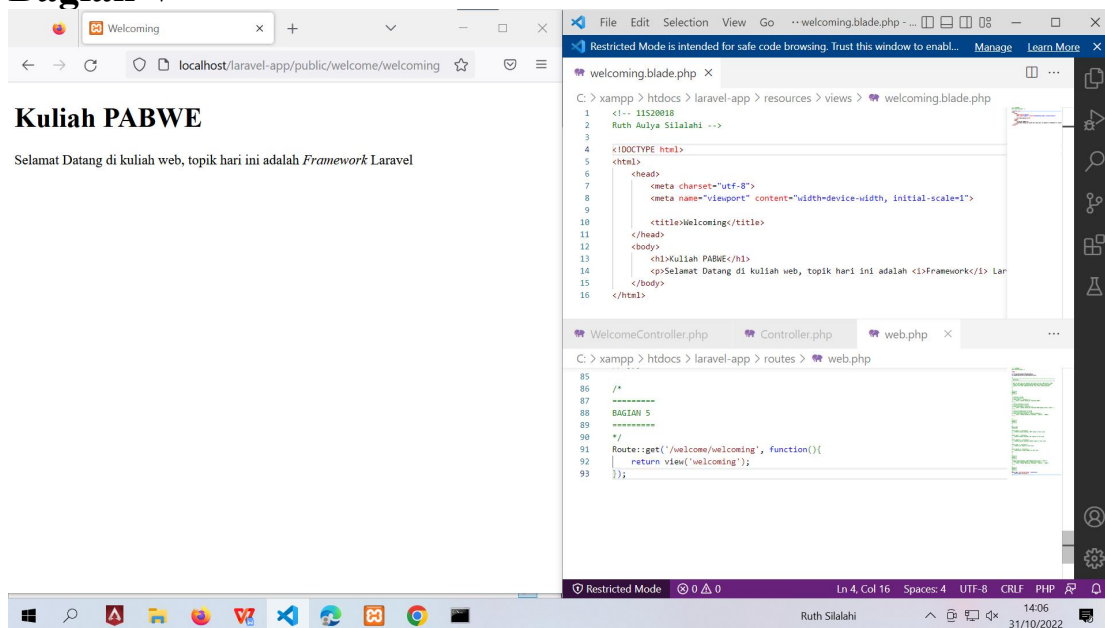 Welcoming
localhost/laravel-app/public/welcome/welcoming
Kuliah PABWE
Selamat Datang di kuliah web, topik hari ini adalah Framework Laravel
File Edit Selection View Go ·· welcoming.blade.php - ...
Restricted Mode is intended for safe code browsing. Trust this window to enabl... Manage Learn More
welcoming.blade.php
C: > xampp > htdocs > laravel-app > resources > views > welcoming.blade.php
1 <!-- 11S20018
2 Ruth Aulya Silalahi -->
3
4 <!DOCTYPE html>
5 <html>
6 <head>
7 <meta charset="utf-8">
8 <meta name="viewport" content="width=device-width, initial-scale=1">
9
10 <title>Welcoming</title>
11 </head>
12 <body>
13 <h1>Kuliah PABWE</h1>
14 <p>Selamat Datang di kuliah web, topik hari ini adalah <i>Framework</i> Lar
15 </body>
16 </html>
WelcomeController.php Controller.php web.php
C: > xampp > htdocs > laravel-app > routes > web.php
85
86 /*
87 =========
88 BAGIAN 5
89 =========
90 */
91 Route::get('/welcome/welcoming', function(){
92 return view('welcoming');
93 });
Restricted Mode 0 0 Ln 4, Col 16 Spaces: 4 UTF-8 CRLF PHP
Ruth Silalahi 14:06
31/10/2022